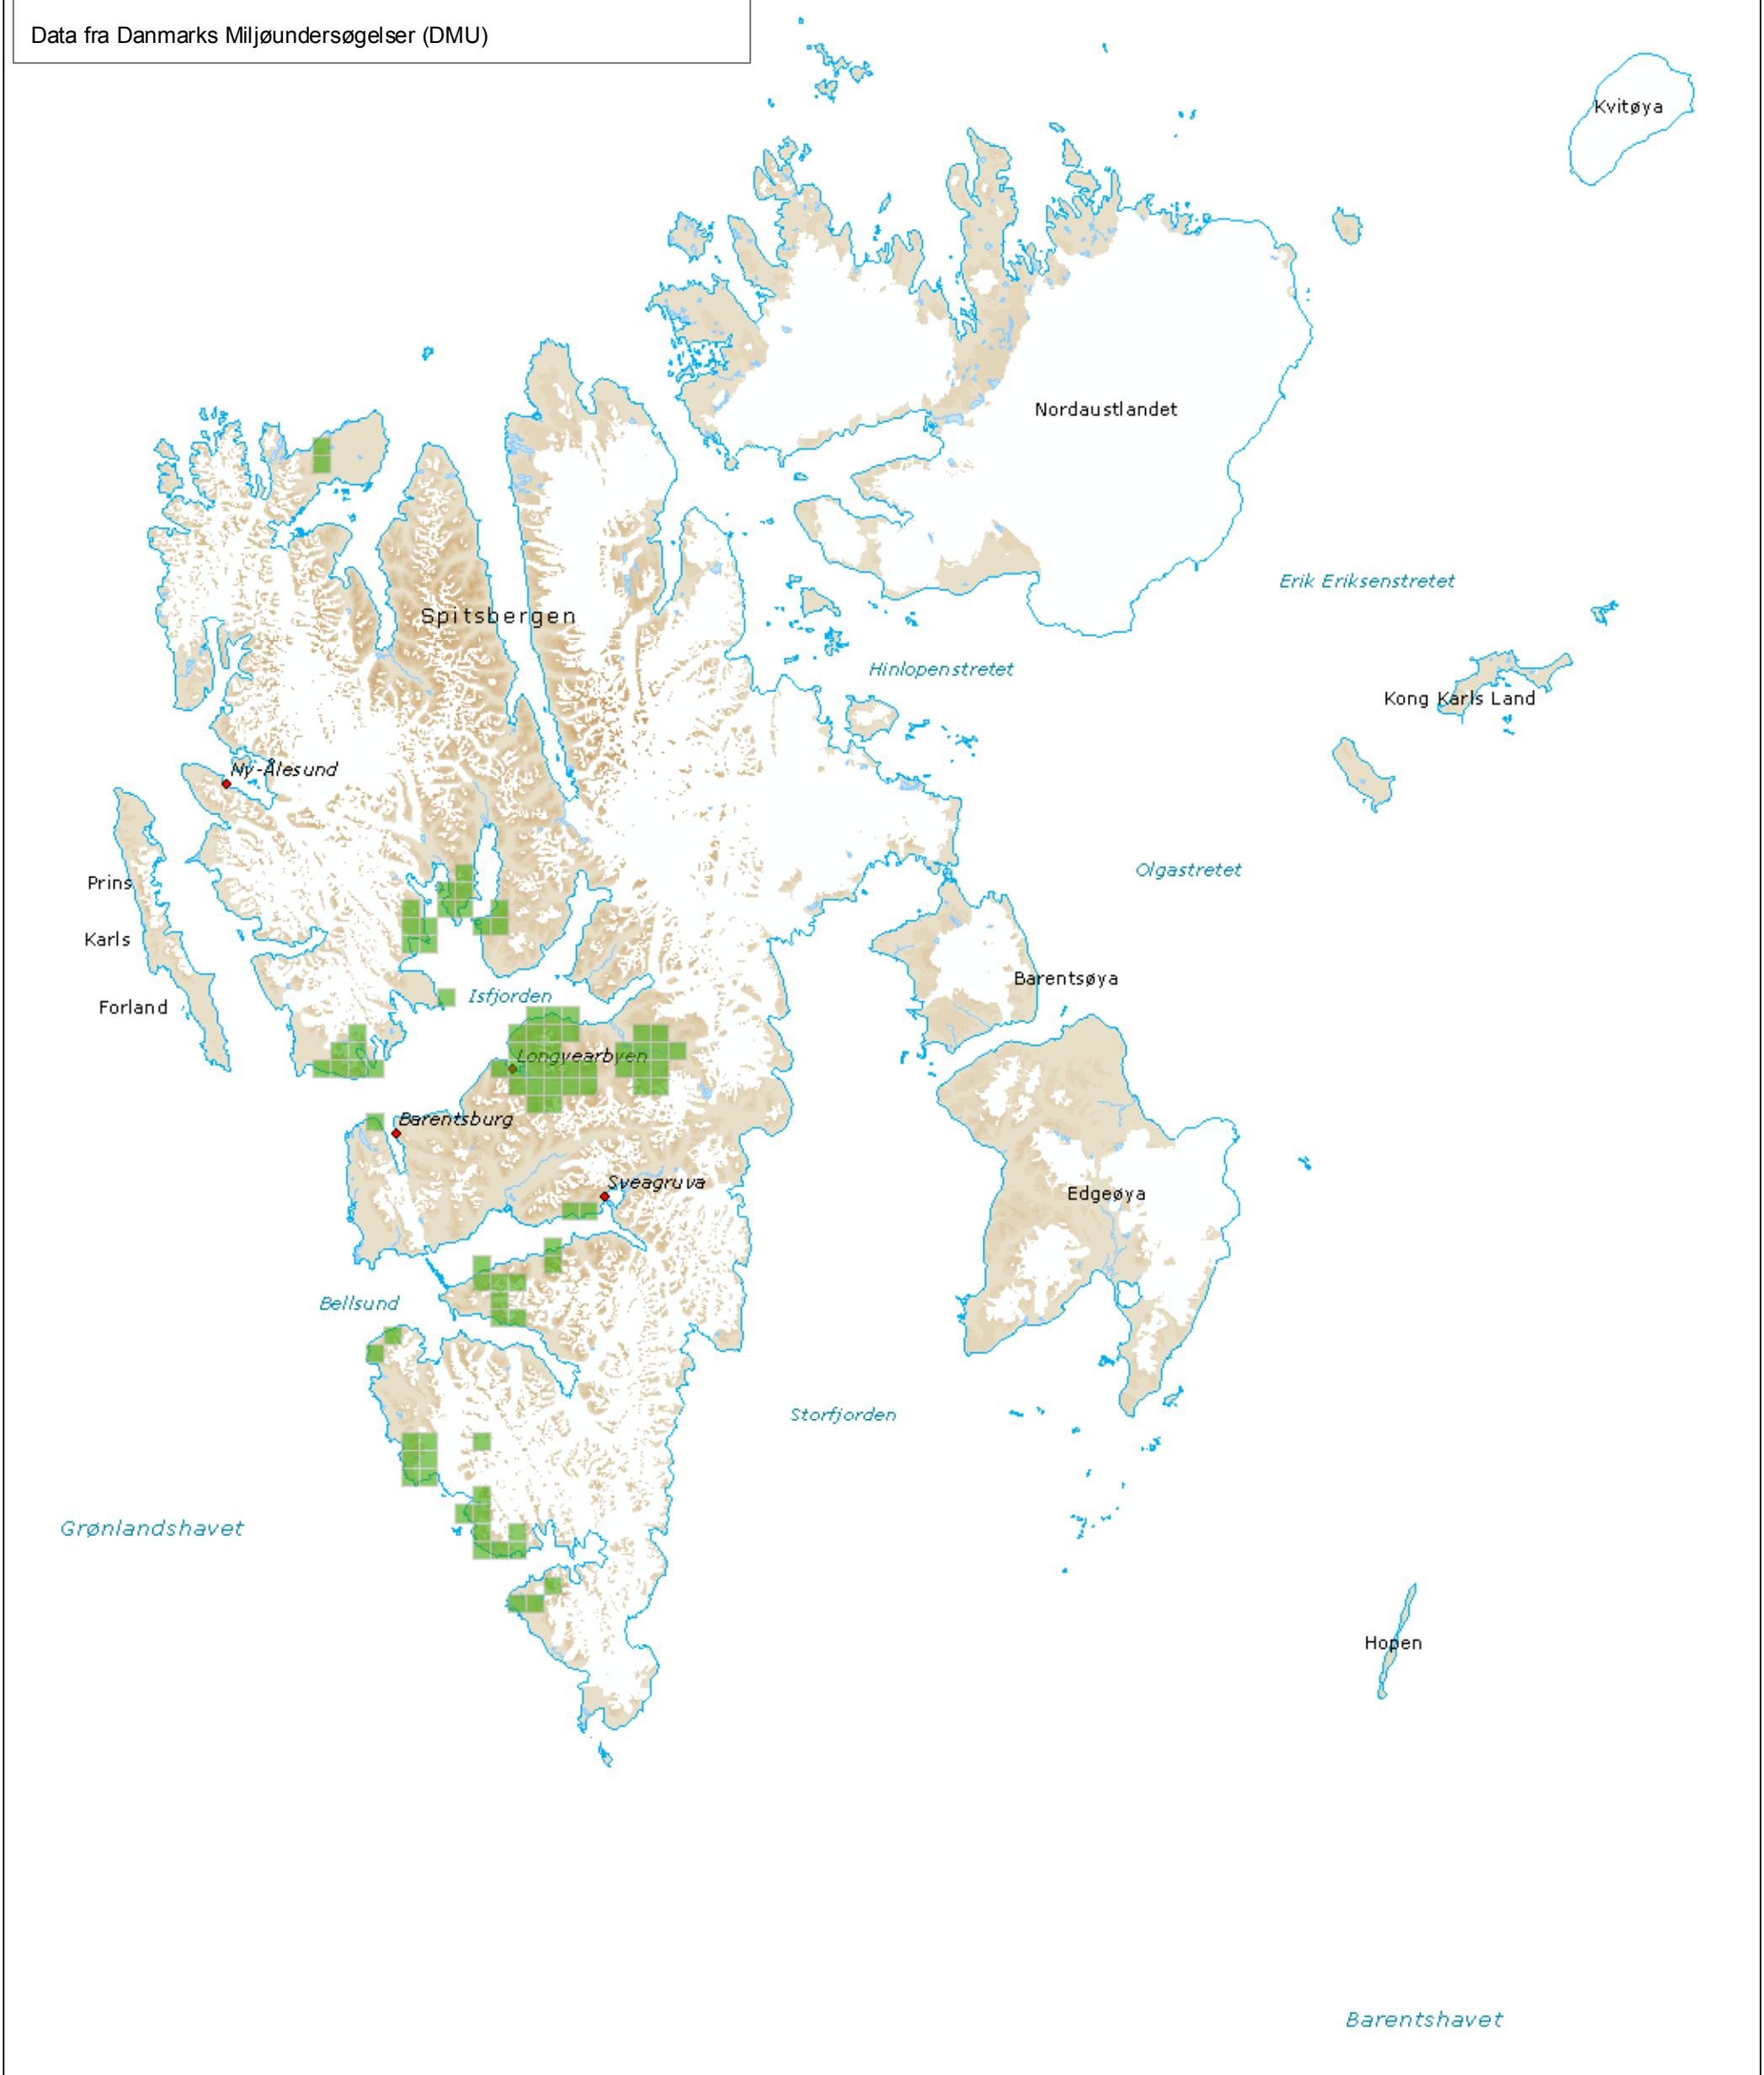 Data fra Danmarks Miljøundersøgelser (DMU)
Kvitøya
Nordaustlandet
Erik Eriksenstretet
Spitsbergen
Hinlopenstretet
Kong Karls Land
Ny-Ålesund
Olgastretet
Prins
Karls
Forland
Barentsøya
Isfjorden
Longyearbyen
Barentsburg
Sveagruva
Edgeøya
Bellsund
Storfjorden
Grønlandshavet
Hopen
Barentshavet